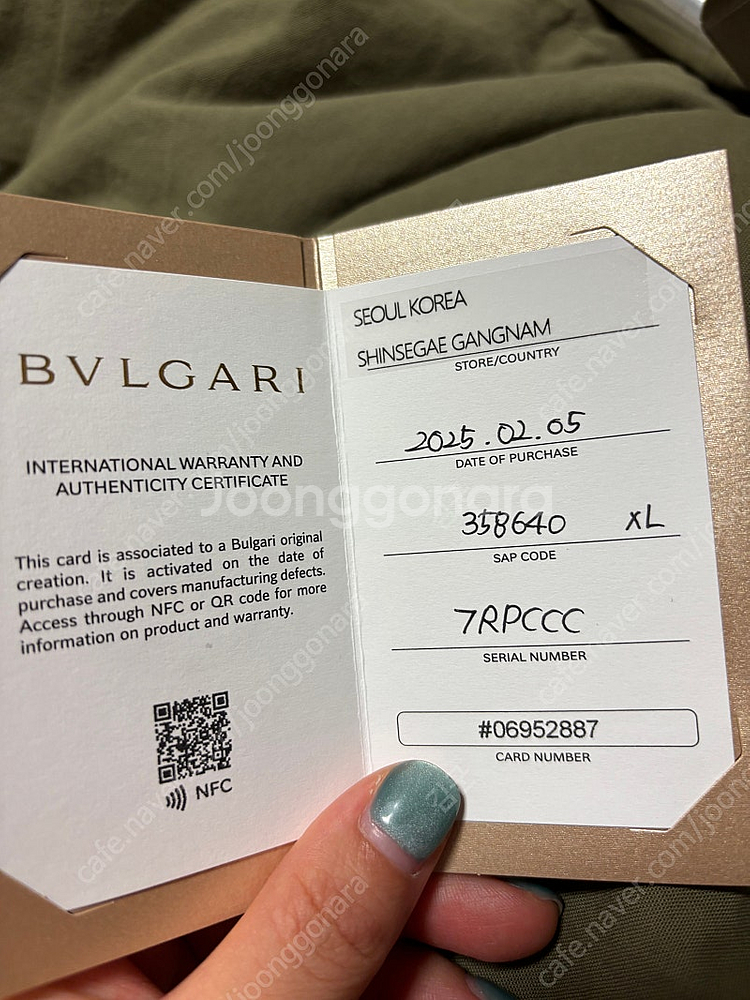 BVLGARI
INTERNATIONAL WARRANTY AND
AUTHENTICITY CERTIFICATE
This card is associated to a Bulgari original
creation. It is activated on the date of
purchase and covers manufacturing defects.
Access through NFC or QR code for more
information on product and warranty.
NFC
SEOUL KOREA
SHINSEGAE GANGNAM
STORE/COUNTRY
2025.02.05
DATE OF PURCHASE
358640 XL
SAP CODE
7RPCCC
SERIAL NUMBER
#06952887
CARD NUMBER
Joonggonara
cafe.naver.com/joonggonara